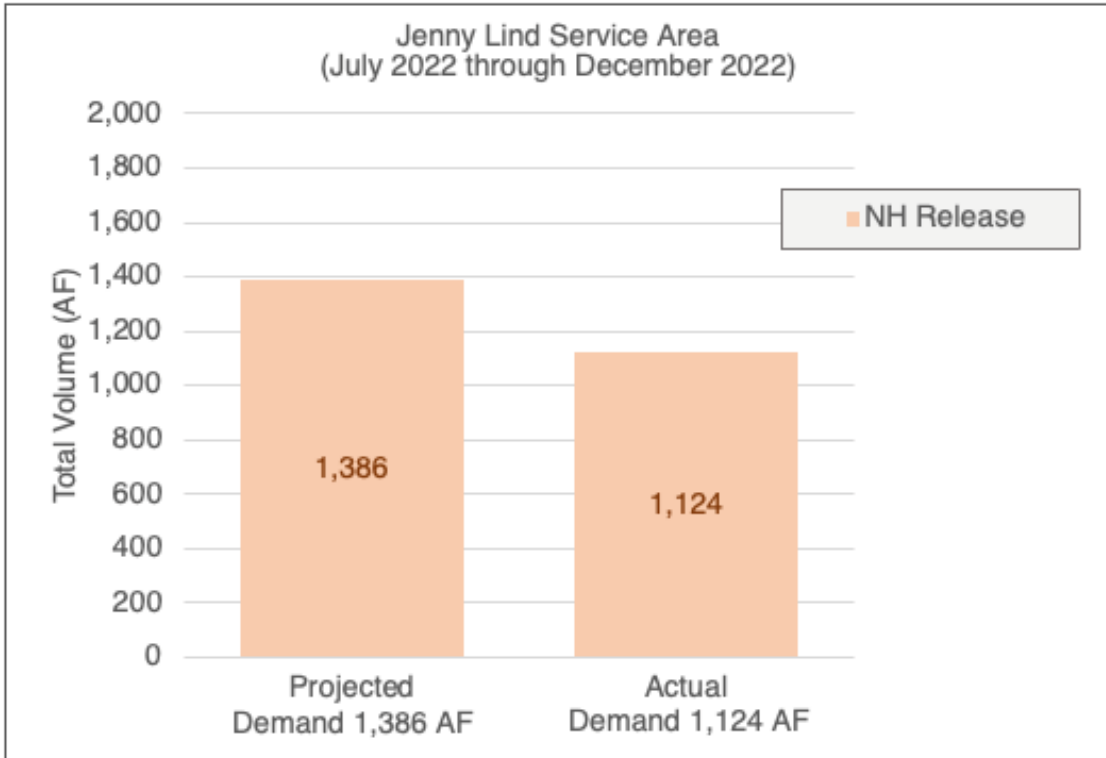 Jenny Lind Service Area
(July 2022 through December 2022)
2,000
1,800
1,600
1,400
1,200
1,000
800
600
400
200
0
Total Volume (AF)
NH Release
1,386
1,124
Projected
Demand 1,386 AF
Actual
Demand 1,124 AF